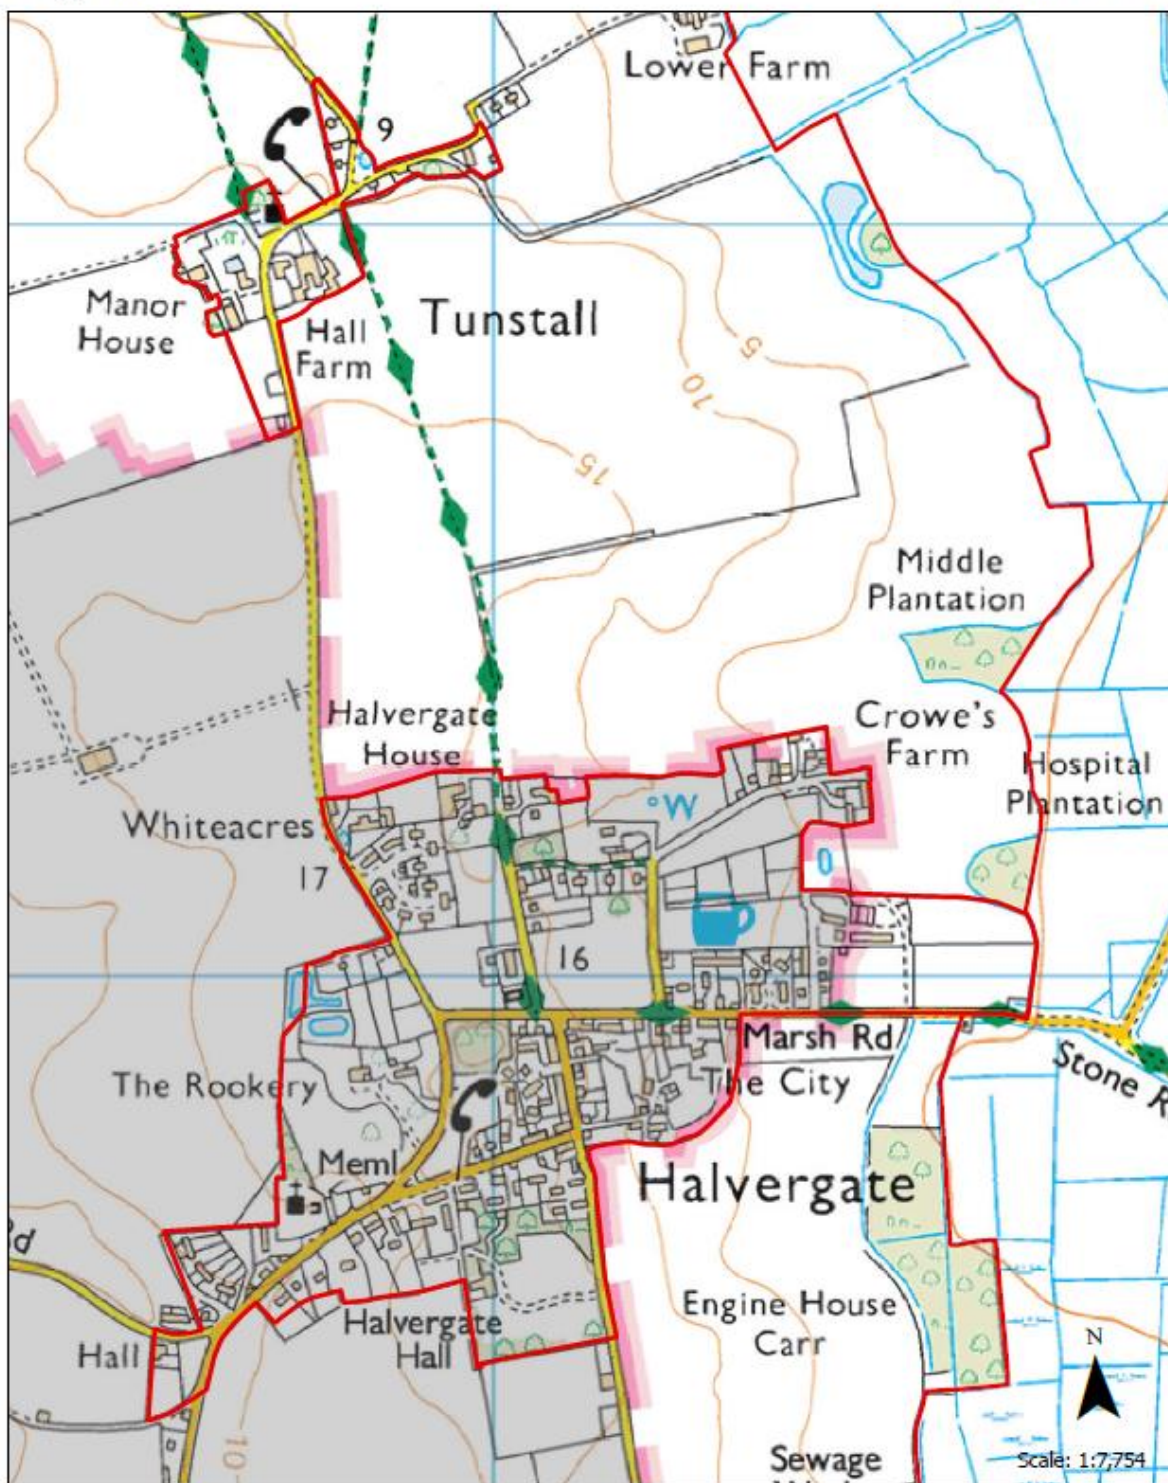 Lower Farm
9
Manor
House
Hall
Farm
Tunstall
5
10
15
Middle
Plantation
Halvergate
House
Crowe's
Farm
Hospital
Plantation
W
Whiteacres
17
16
Marsh Rd
The City
Stone R
The Rookery
Meml
Halvergate
Engine House
Carr
Halvergate
Hall
Hall
10
N
Sewage
Scale: 1:7,754